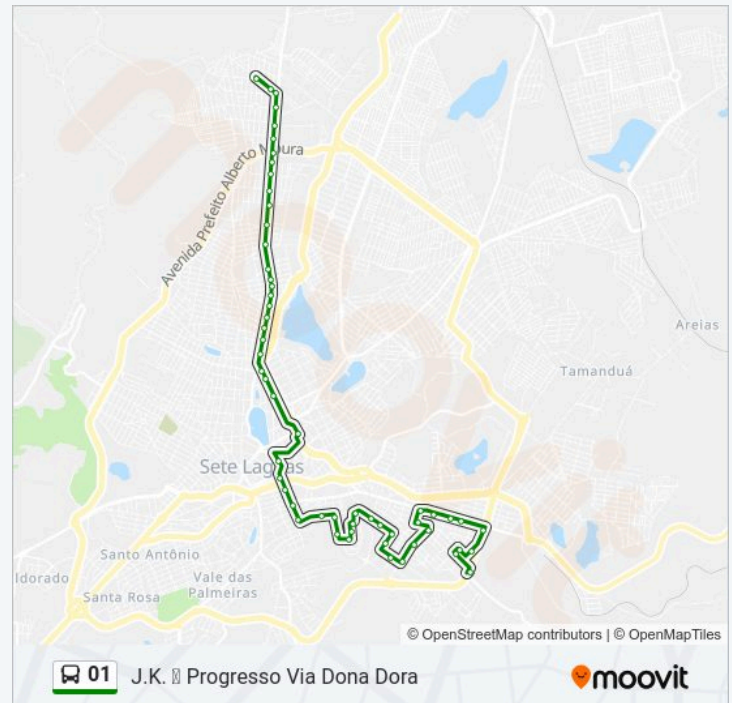 Avenida Prefeito Alberto Moura
Areias
Tamanduá
Sete Lagoas
Santo Antônio
ldorado
Vale das
Palmeiras
Santa Rosa
© OpenStreetMap contributors | © OpenMapTiles
01 J.K. Progresso Via Dona Dora
moovit